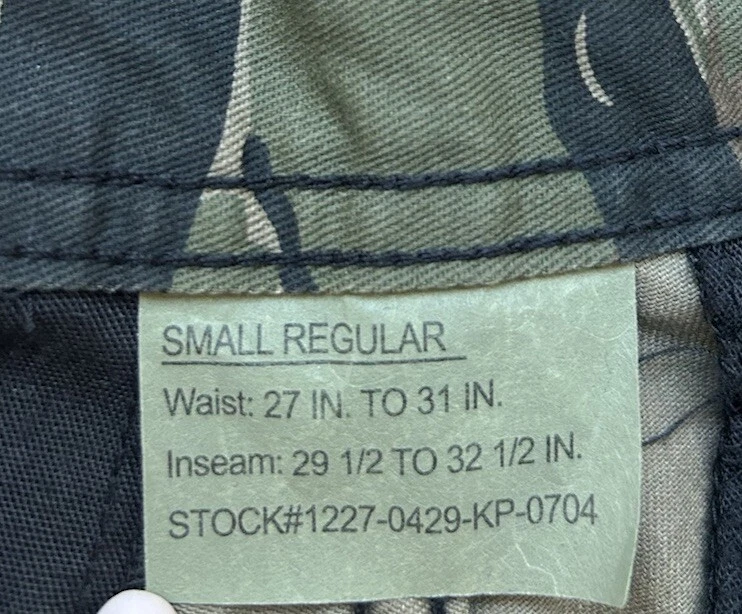 SMALL REGULAR
Waist: 27 IN. TO 31 IN.
Inseam: 29 1/2 TO 32 1/2 IN.
STOCK#1227-0429-KP-0704